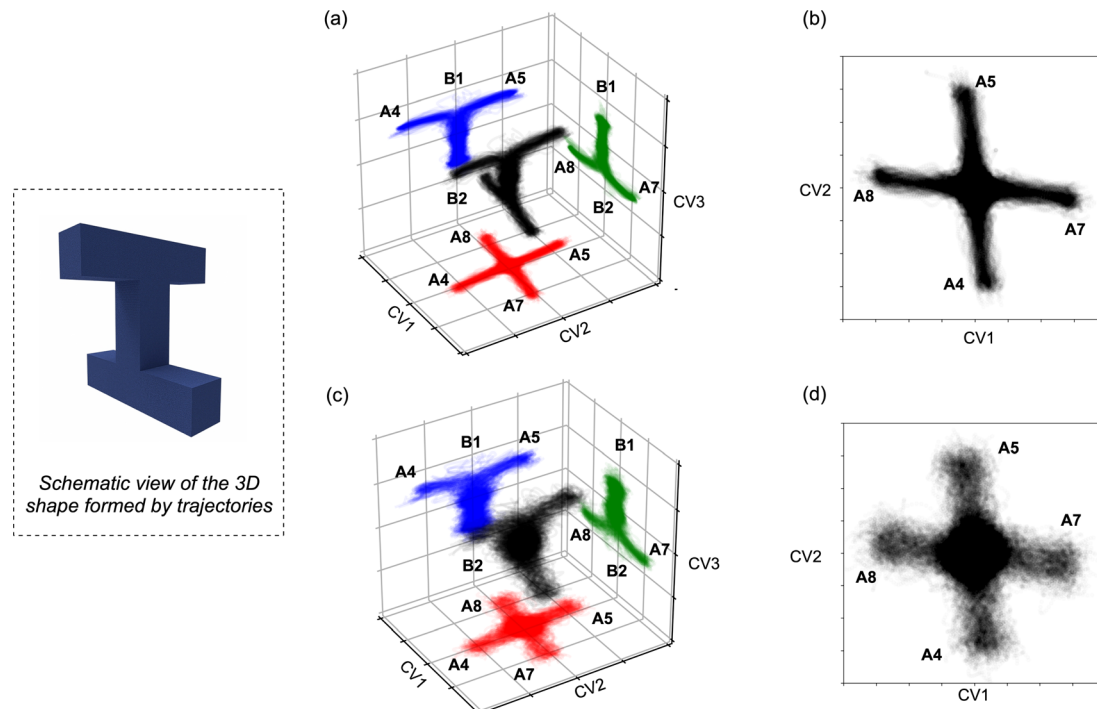 (a)
B1
A5
A4
B2
A8
A5
A4
A7
B1
A8
A7
B2
CV3
CV1
CV2
(b)
A5
CV2
A8
A7
A4
CV1
Schematic view of the 3D
shape formed by trajectories
(c)
B1
A5
A4
B2
A8
A5
A4
A7
B1
A8
A7
B2
CV3
CV1
CV2
(d)
A5
A7
CV2
A8
A4
CV1